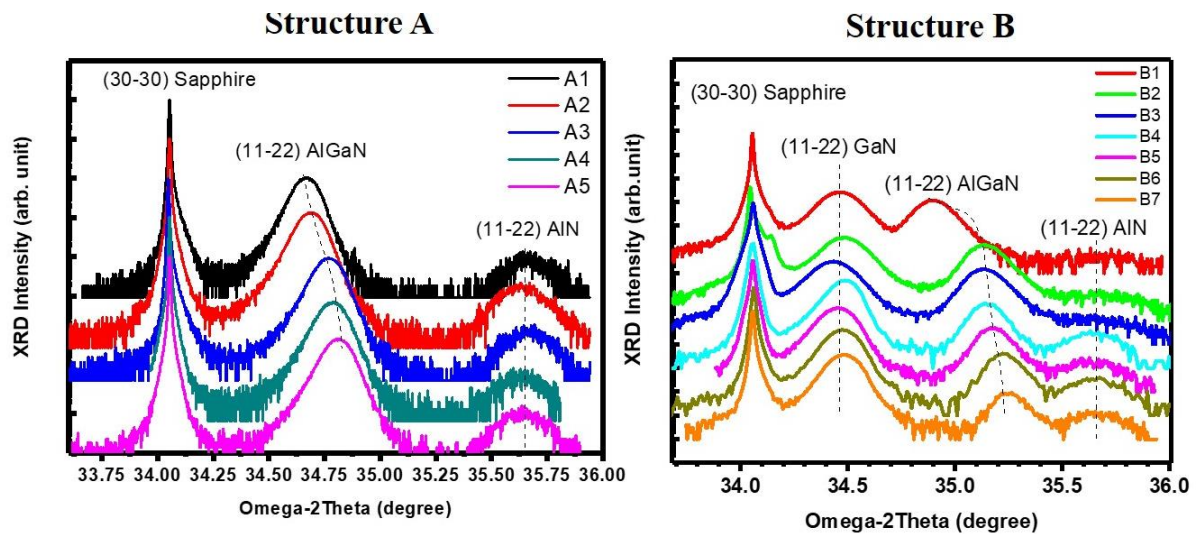 Structure A
(30-30) Sapphire
A1
A2
A3
A4
A5
(11-22) AlGaN
(11-22) AlN
XRD Intensity (arb. unit)
33.75 34.00 34.25 34.50 34.75 35.00 35.25 35.50 35.75 36.00
Omega-2Theta (degree)
Structure B
(30-30) Sapphire
B1
B2
B3
B4
B5
B6
B7
(11-22) GaN
(11-22) AlGaN
(11-22) AlN
XRD Intensity (arb.unit)
34.0 34.5 35.0 35.5 36.0
Omega-2Theta (degree)